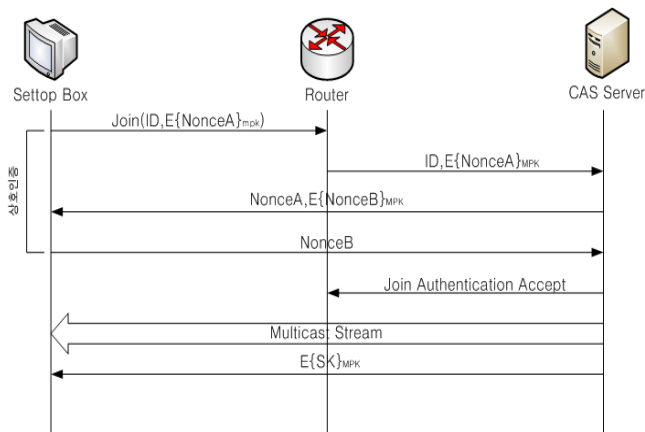 Settop Box
Router
CAS Server
Join(ID,E{NonceA}mpk)
ID,E{NonceA}MPK
상호인증
NonceA,E{NonceB}MPK
NonceB
Join Authentication Accept
Multicast Stream
E{SK}MPK